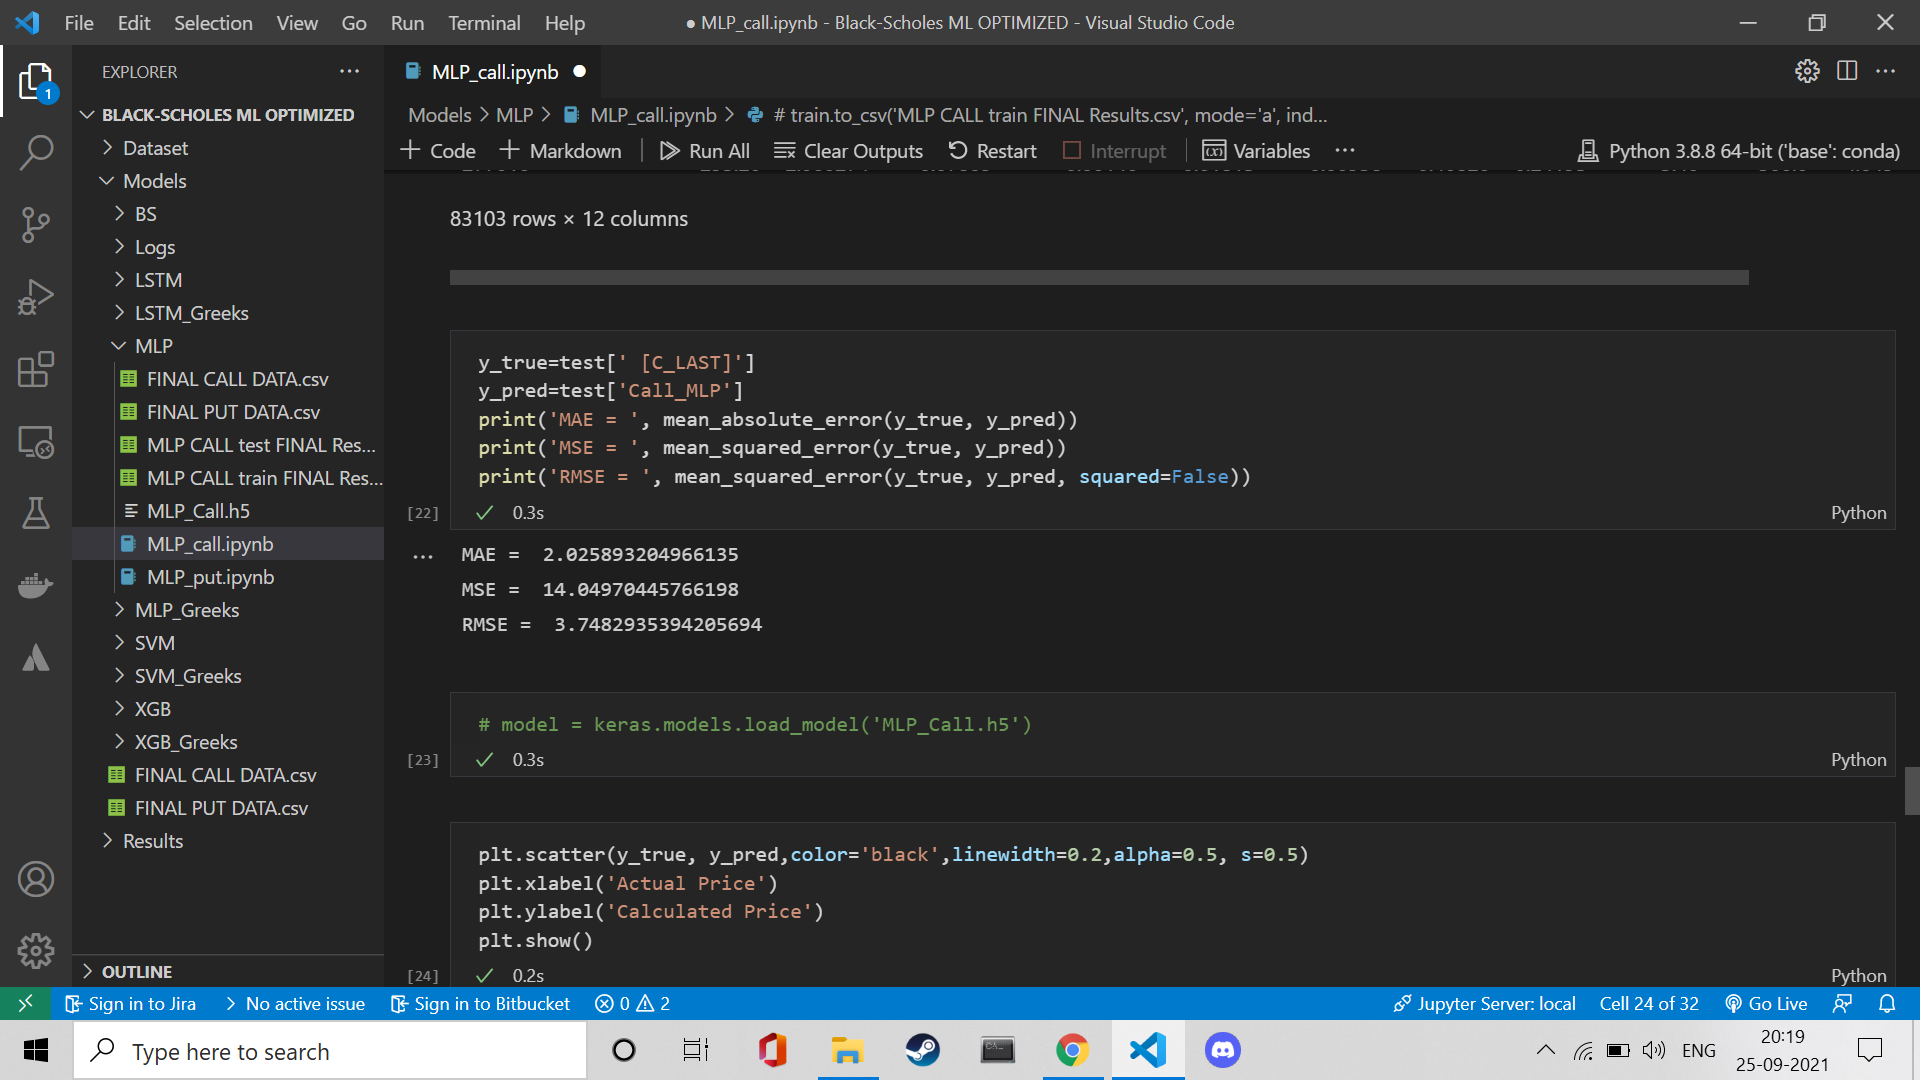 File Edit Selection View Go Run Terminal Help
● MLP_call.ipynb - Black-Scholes ML OPTIMIZED - Visual Studio Code
EXPLORER
1
BLACK-SCHOLES ML OPTIMIZED
Dataset
Models
BS
Logs
LSTM
LSTM_Greeks
MLP
FINAL CALL DATA.csv
FINAL PUT DATA.csv
MLP CALL test FINAL Res...
MLP CALL train FINAL Res...
MLP_Call.h5
MLP_call.ipynb
MLP_put.ipynb
MLP_Greeks
SVM
SVM_Greeks
XGB
XGB_Greeks
FINAL CALL DATA.csv
FINAL PUT DATA.csv
Results
OUTLINE
MLP_call.ipynb ●
Models > MLP > MLP_call.ipynb > # train.to_csv('MLP CALL train FINAL Results.csv', mode='a', ind...
+ Code + Markdown Run All Clear Outputs Restart Interrupt Variables ... Python 3.8.8 64-bit ('base': conda)
83103 rows × 12 columns
y_true=test[' [C_LAST]']
y_pred=test['Call_MLP']
print('MAE = ', mean_absolute_error(y_true, y_pred))
print('MSE = ', mean_squared_error(y_true, y_pred))
print('RMSE = ', mean_squared_error(y_true, y_pred, squared=False))
[22] ✓ 0.3s Python
MAE =  2.025893204966135
MSE =  14.04970445766198
RMSE =  3.7482935394205694
# model = keras.models.load_model('MLP_Call.h5')
[23] ✓ 0.3s Python
plt.scatter(y_true, y_pred,color='black',linewidth=0.2,alpha=0.5, s=0.5)
plt.xlabel('Actual Price')
plt.ylabel('Calculated Price')
plt.show()
[24] ✓ 0.2s Python
Sign in to Jira > No active issue Sign in to Bitbucket 0 2 Jupyter Server: local Cell 24 of 32 Go Live
Type here to search
ENG
20:19
25-09-2021